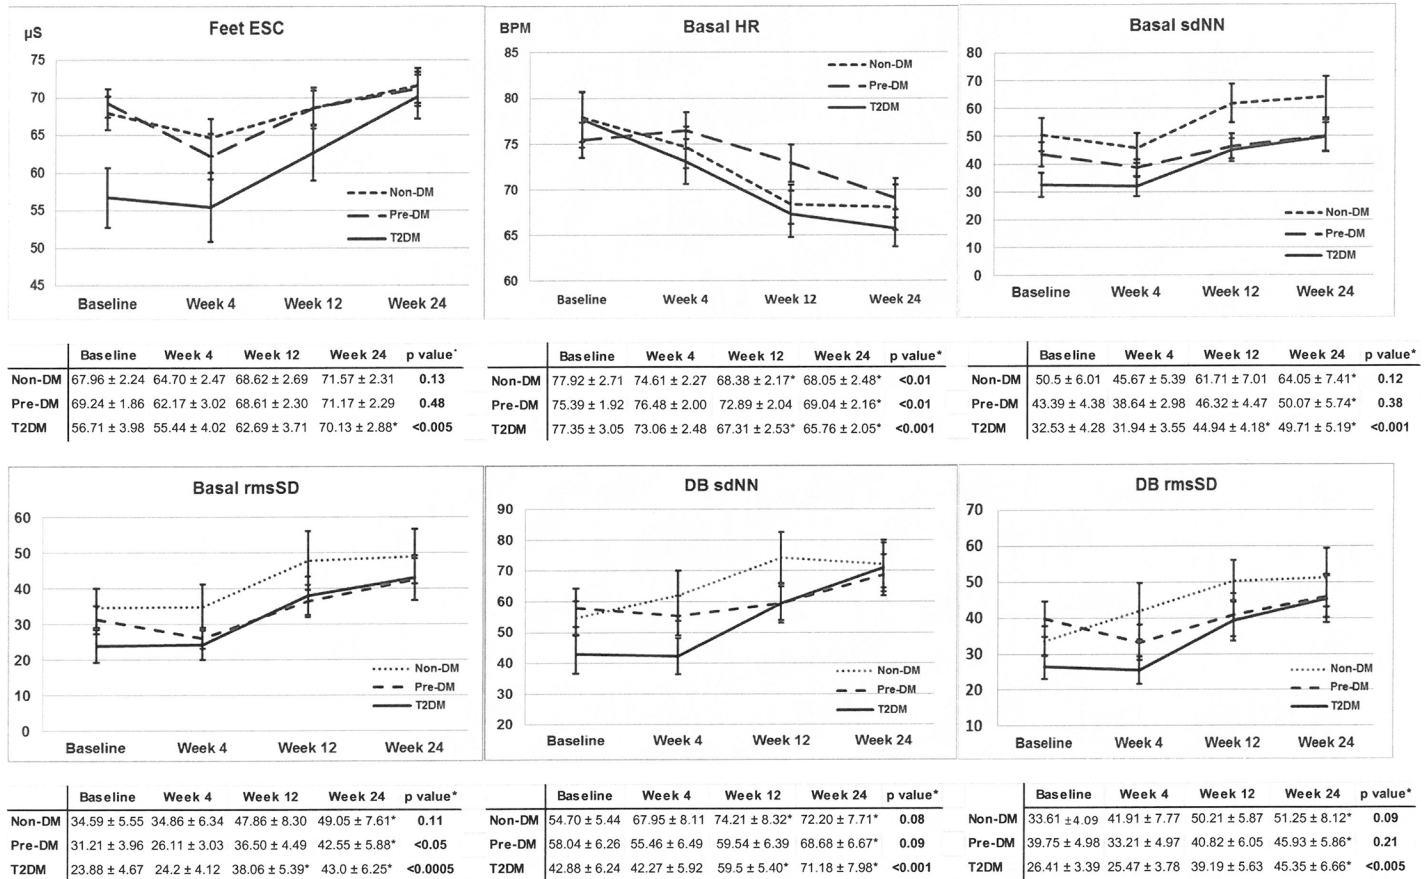 Feet ESC
µS
75
70
65
60
55
50
45
Non-DM
Pre-DM
T2DM
Baseline Week 4 Week 12 Week 24
Basal HR
BPM
85
80
75
70
65
60
Non-DM
Pre-DM
T2DM
Baseline Week 4 Week 12 Week 24
Basal sdNN
80
70
60
50
40
30
20
10
0
Non-DM
Pre-DM
T2DM
Baseline Week 4 Week 12 Week 24
Baseline Week 4 Week 12 Week 24 p value*
Non-DM 67.96 ± 2.24 64.70 ± 2.47 68.62 ± 2.69 71.57 ± 2.31 0.13
Pre-DM 69.24 ± 1.86 62.17 ± 3.02 68.61 ± 2.30 71.17 ± 2.29 0.48
T2DM 56.71 ± 3.98 55.44 ± 4.02 62.69 ± 3.71 70.13 ± 2.88* <0.005
Baseline Week 4 Week 12 Week 24 p value*
Non-DM 77.92 ± 2.71 74.61 ± 2.27 68.38 ± 2.17* 68.05 ± 2.48* <0.01
Pre-DM 75.39 ± 1.92 76.48 ± 2.00 72.89 ± 2.04 69.04 ± 2.16* <0.01
T2DM 77.35 ± 3.05 73.06 ± 2.48 67.31 ± 2.53* 65.76 ± 2.05* <0.001
Baseline Week 4 Week 12 Week 24 p value*
Non-DM 50.5 ± 6.01 45.67 ± 5.39 61.71 ± 7.01 64.05 ± 7.41* 0.12
Pre-DM 43.39 ± 4.38 38.64 ± 2.98 46.32 ± 4.47 50.07 ± 5.74* 0.38
T2DM 32.53 ± 4.28 31.94 ± 3.55 44.94 ± 4.18* 49.71 ± 5.19* <0.001
Basal rmsSD
60
50
40
30
20
10
0
Non-DM
Pre-DM
T2DM
Baseline Week 4 Week 12 Week 24
DB sdNN
90
80
70
60
50
40
30
20
Non-DM
Pre-DM
T2DM
Baseline Week 4 Week 12 Week 24
DB rmsSD
70
60
50
40
30
20
10
Non-DM
Pre-DM
T2DM
Baseline Week 4 Week 12 Week 24
Baseline Week 4 Week 12 Week 24 p value*
Non-DM 34.59 ± 5.55 34.86 ± 6.34 47.86 ± 8.30 49.05 ± 7.61* 0.11
Pre-DM 31.21 ± 3.96 26.11 ± 3.03 36.50 ± 4.49 42.55 ± 5.88* <0.05
T2DM 23.88 ± 4.67 24.2 ± 4.12 38.06 ± 5.39* 43.0 ± 6.25* <0.0005
Baseline Week 4 Week 12 Week 24 p value*
Non-DM 54.70 ± 5.44 67.95 ± 8.11 74.21 ± 8.32* 72.20 ± 7.71* 0.08
Pre-DM 58.04 ± 6.26 55.46 ± 6.49 59.54 ± 6.39 68.68 ± 6.67* 0.09
T2DM 42.88 ± 6.24 42.27 ± 5.92 59.5 ± 5.40* 71.18 ± 7.98* <0.001
Baseline Week 4 Week 12 Week 24 p value*
Non-DM 33.61 ±4.09 41.91 ± 7.77 50.21 ± 5.87 51.25 ± 8.12* 0.09
Pre-DM 39.75 ± 4.98 33.21 ± 4.97 40.82 ± 6.05 45.93 ± 5.86* 0.21
T2DM 26.41 ± 3.39 25.47 ± 3.78 39.19 ± 5.63 45.35 ± 6.66* <0.005